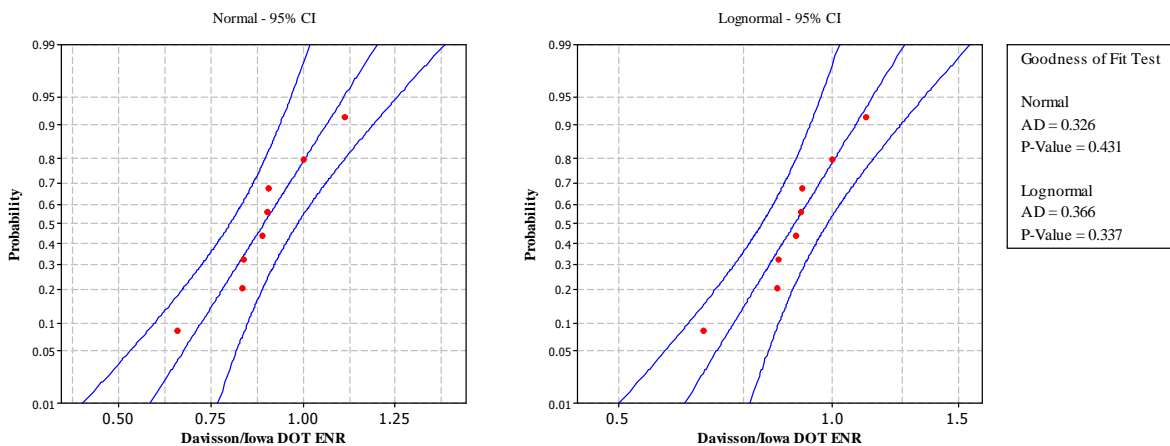 Normal - 95% CI
0.99
0.95
0.9
0.8
0.7
0.6
0.5
0.4
0.3
0.2
0.1
0.05
0.01
Probability
0.50
0.75
1.00
1.25
Davisson/Iowa DOT ENR
Lognormal - 95% CI
0.99
0.95
0.9
0.8
0.7
0.6
0.5
0.4
0.3
0.2
0.1
0.05
0.01
Probability
0.5
1.0
1.5
Davisson/Iowa DOT ENR
Goodness of Fit Test
Normal
AD = 0.326
P-Value = 0.431
Lognormal
AD = 0.366
P-Value = 0.337